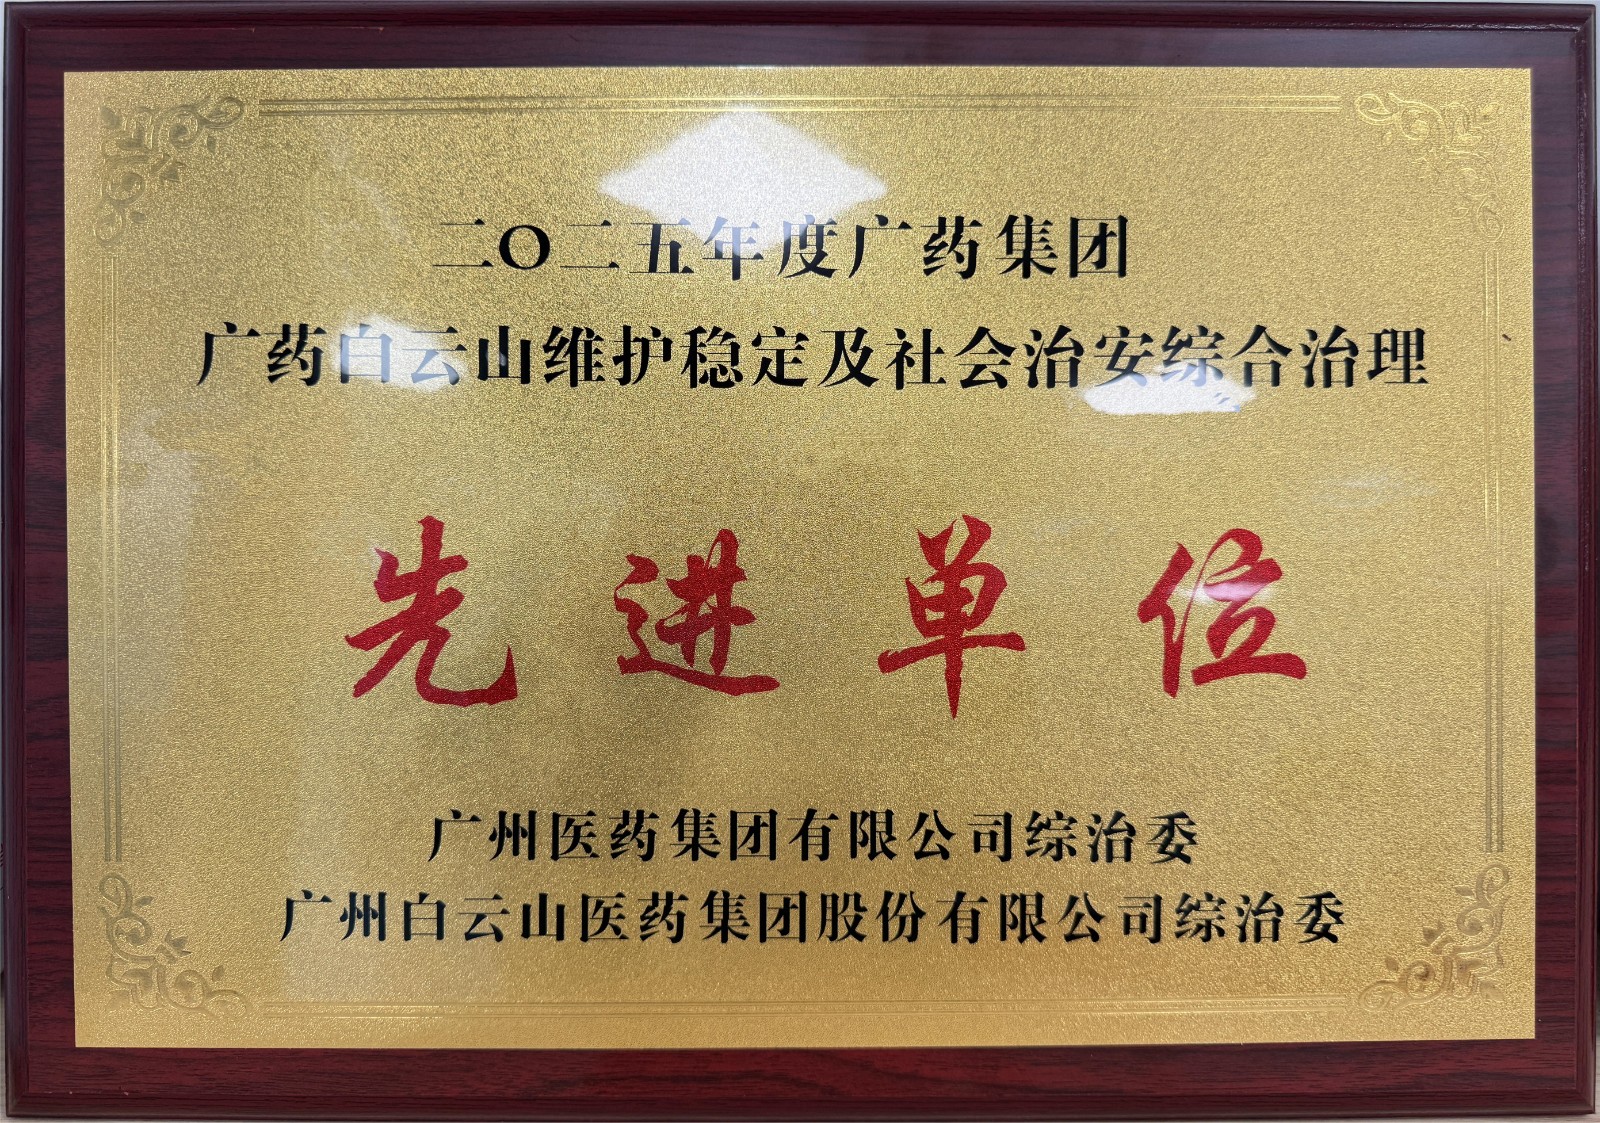 二〇二五年度广药集团
广药白云山维护稳定及社会治安综合治理
先进单位
广州医药集团有限公司综治委
广州白云山医药集团股份有限公司综治委